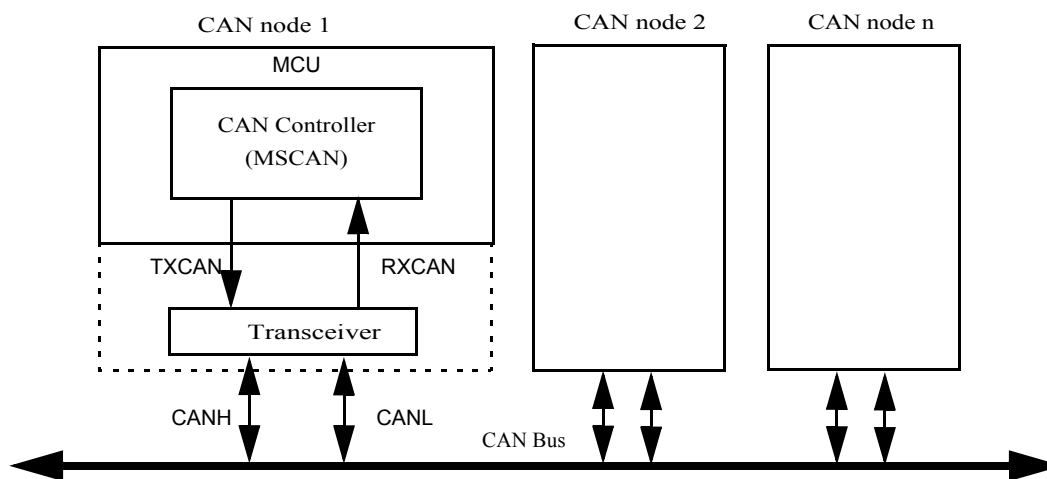 CAN node 1
CAN node 2
CAN node n
MCU
CAN Controller
(MSCAN)
TXCAN
RXCAN
Transceiver
CANH
CANL
CAN Bus